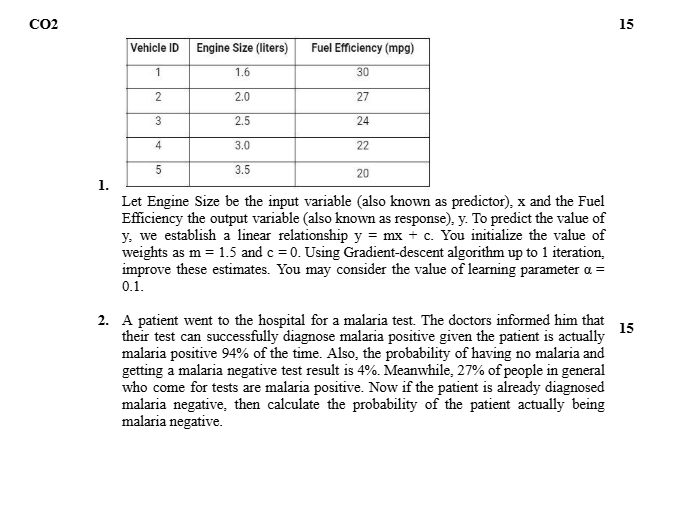 CO2 15
Vehicle ID Engine Size (liters) Fuel Efficiency (mpg)
1 1.6 30
2 2.0 27
3 2.5 24
4 3.0 22
5 3.5 20
1.
Let Engine Size be the input variable (also known as predictor), x and the Fuel
Efficiency the output variable (also known as response), y. To predict the value of
y, we establish a linear relationship y = mx + c. You initialize the value of
weights as m = 1.5 and c = 0. Using Gradient-descent algorithm up to 1 iteration,
improve these estimates. You may consider the value of learning parameter α =
0.1.
2. A patient went to the hospital for a malaria test. The doctors informed him that 15
their test can successfully diagnose malaria positive given the patient is actually
malaria positive 94% of the time. Also, the probability of having no malaria and
getting a malaria negative test result is 4%. Meanwhile, 27% of people in general
who come for tests are malaria positive. Now if the patient is already diagnosed
malaria negative, then calculate the probability of the patient actually being
malaria negative.